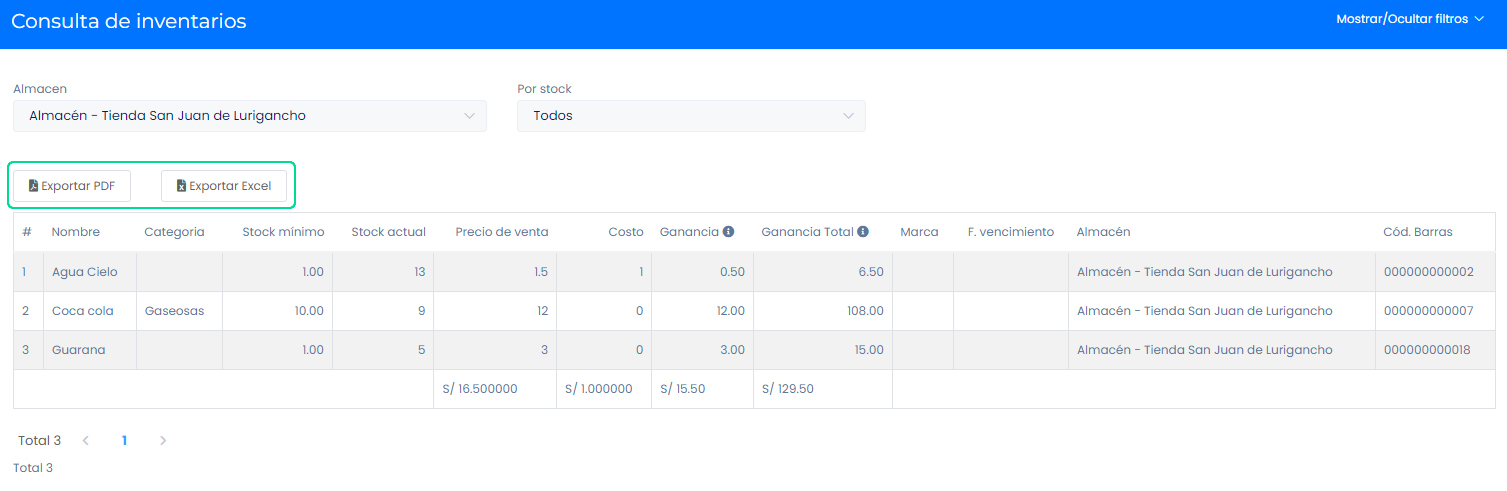 Consulta de inventarios
Mostrar/Ocultar filtros
Almacen Por stock
Almacén - Tienda San Juan de Lurigancho Todos
Exportar PDF Exportar Excel
# Nombre Categoria Stock mínimo Stock actual Precio de venta Costo Ganancia Ganancia Total Marca F. vencimiento Almacén Cód. Barras
1 Agua Cielo 1.00 13 1.5 1 0.50 6.50 Almacén - Tienda San Juan de Lurigancho 000000000002
2 Coca cola Gaseosas 10.00 9 12 0 12.00 108.00 Almacén - Tienda San Juan de Lurigancho 000000000007
3 Guarana 1.00 5 3 0 3.00 15.00 Almacén - Tienda San Juan de Lurigancho 000000000018
S/ 16.500000 S/ 1.000000 S/ 15.50 S/ 129.50
Total 3 1
Total 3